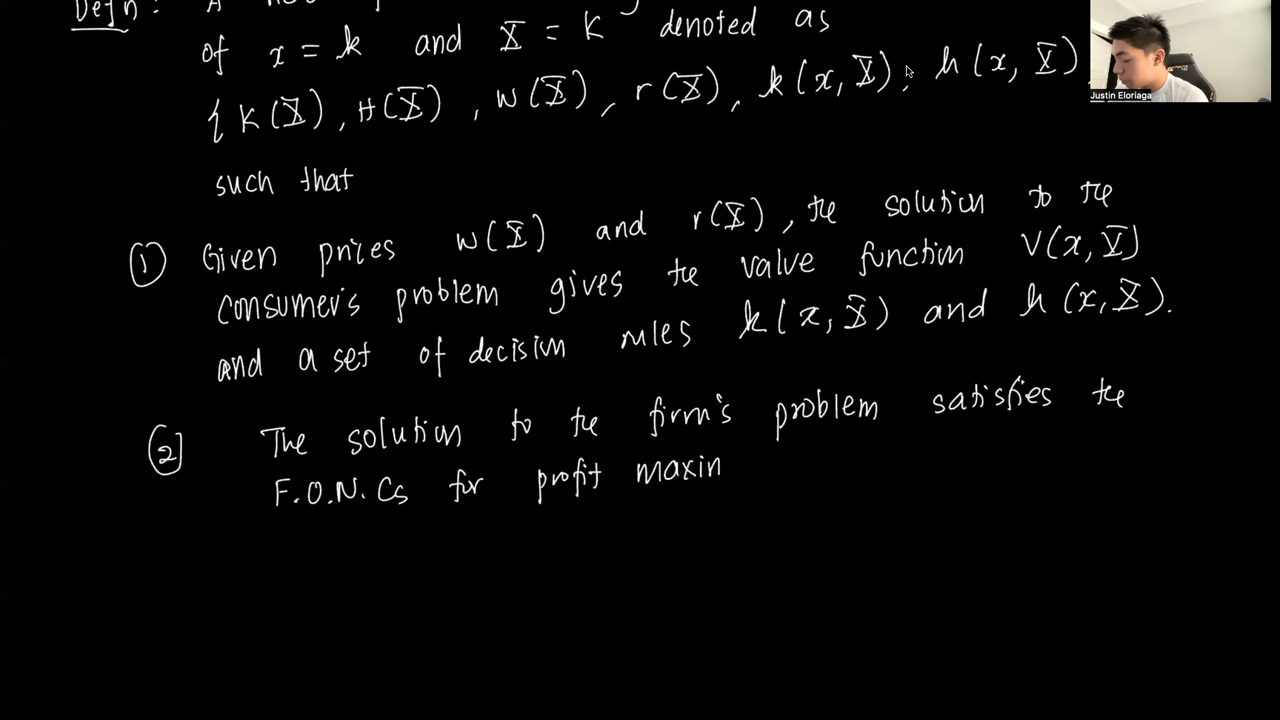 Defn: A
of x = k and X = K denoted as
{ K(X), H(X), w(X), r(X), k(x, X), h(x, X)
such that
① Given prices w(X) and r(X), the solution to the
consumer's problem gives the value function V(x, X)
and a set of decision rules k(x, X) and h(x, X).
② The solution to the firm's problem satisfies the
F.O.N.Cs for profit maxim
Justin Eloriaga